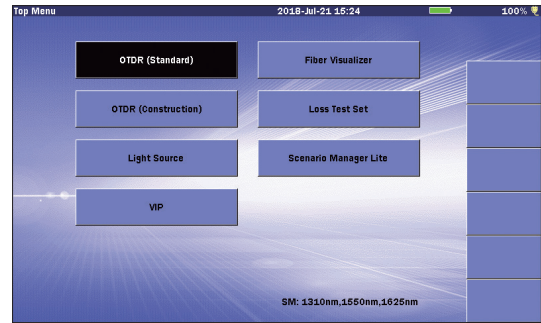 Top Menu 2018-Jul-21 15:24 100%
OTDR (Standard) Fiber Visualizer
OTDR (Construction) Loss Test Set
Light Source Scenario Manager Lite
VIP
SM: 1310nm,1550nm,1625nm